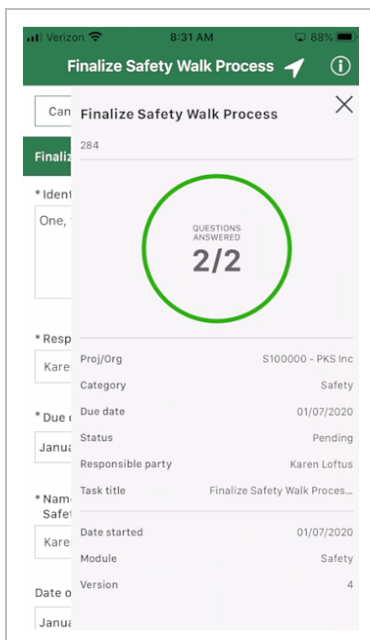 Verizon 8:31 AM 88%
Finalize Safety Walk Process
Can
Finalize Safety Walk Process
284
Finaliz
* Ident
One,
QUESTIONS
ANSWERED
2/2
* Resp
Kare
Proj/Org S100000 - PKS Inc
Category Safety
Due date 01/07/2020
* Due
Status Pending
Janua
Responsible party Karen Loftus
Task title Finalize Safety Walk Proces...
* Nam
Safet
Date started 01/07/2020
Kare
Module Safety
Version 4
Date o
Janua